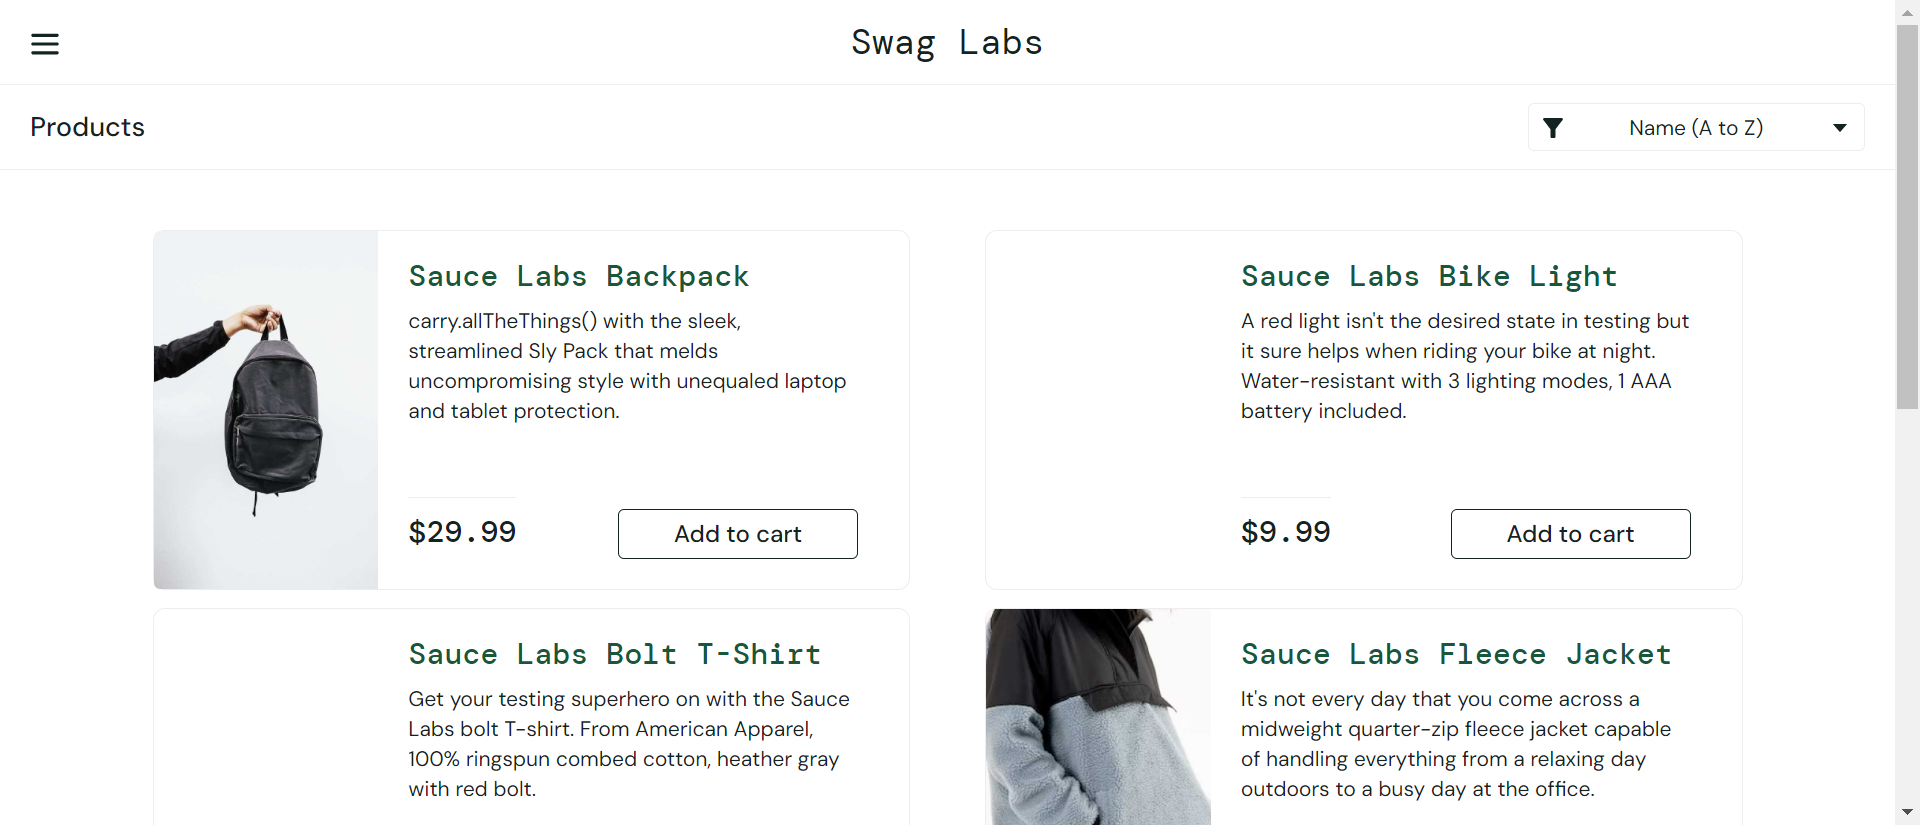 Swag Labs
Products
Name (A to Z)
Sauce Labs Backpack
carry.allTheThings() with the sleek,
streamlined Sly Pack that melds
uncompromising style with unequaled laptop
and tablet protection.
$29.99
Add to cart
Sauce Labs Bike Light
A red light isn't the desired state in testing but
it sure helps when riding your bike at night.
Water-resistant with 3 lighting modes, 1 AAA
battery included.
$9.99
Add to cart
Sauce Labs Bolt T-Shirt
Get your testing superhero on with the Sauce
Labs bolt T-shirt. From American Apparel,
100% ringspun combed cotton, heather gray
with red bolt.
Sauce Labs Fleece Jacket
It's not every day that you come across a
midweight quarter-zip fleece jacket capable
of handling everything from a relaxing day
outdoors to a busy day at the office.